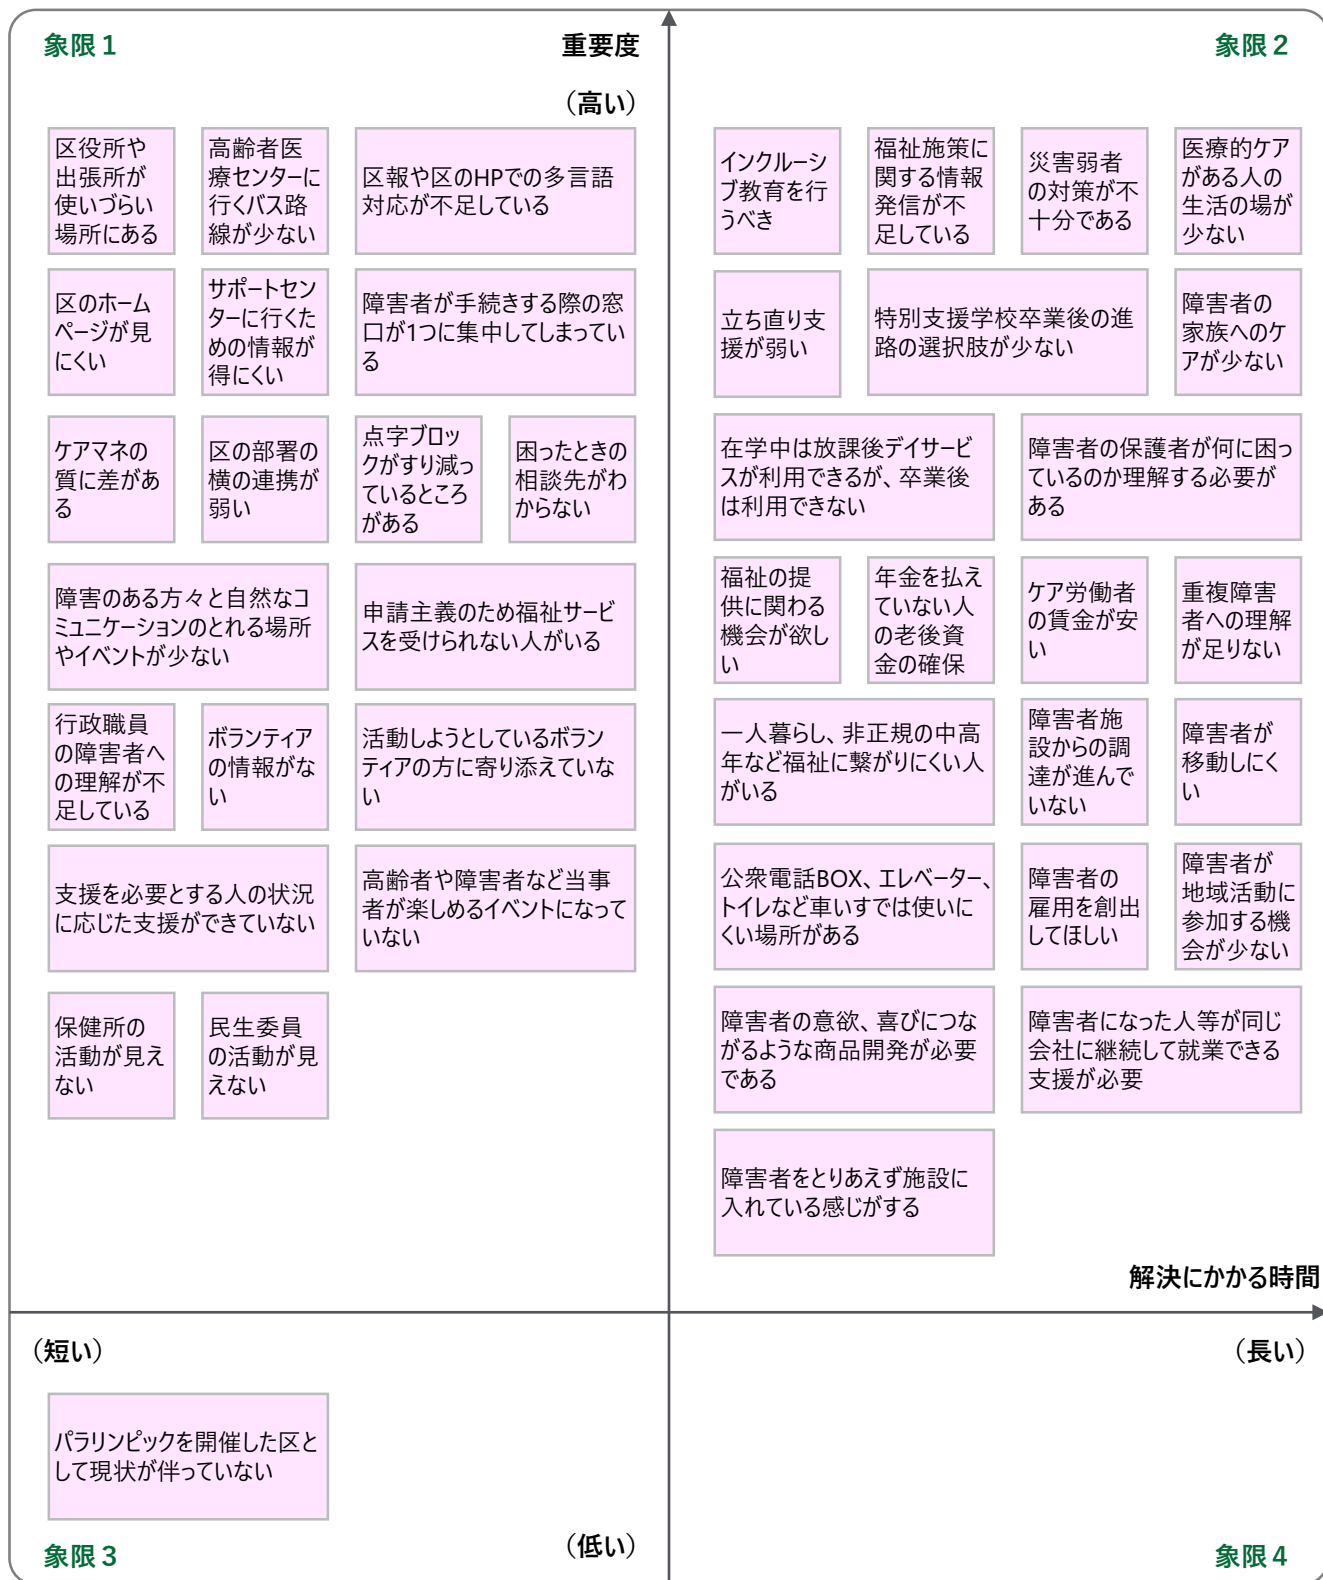 象限1
重要度
象限2
（高い）
区役所や
出張所が
使いづらい
場所にある
高齢者医
療センターに
行くバス路
線が少ない
区報や区のHPでの多言語
対応が不足している
区のホーム
ページが見
にくい
サポートセン
ターに行くた
めの情報が
得にくい
障害者が手続きする際の窓
口が1つに集中してしまってい
る
ケアマネの
質に差があ
る
区の部署の
横の連携が
弱い
点字ブロッ
クがすり減っ
ているところ
がある
困ったときの
相談先がわ
からない
障害のある方々と自然なコ
ミュニケーションのとれる場所
やイベントが少ない
申請主義のため福祉サービ
スを受けられない人がいる
行政職員
の障害者へ
の理解が不
足している
ボランティア
の情報がな
い
活動しようとしているボラン
ティアの方に寄り添えていな
い
支援を必要とする人の状況
に応じた支援ができていない
高齢者や障害者など当事
者が楽しめるイベントになって
いない
保健所の
活動が見え
ない
民生委員
の活動が見
えない
インクルーシ
ブ教育を行
うべき
福祉施策に
関する情報
発信が不
足している
災害弱者
の対策が不
十分である
医療的ケア
がある人の
生活の場が
少ない
立ち直り支
援が弱い
特別支援学校卒業後の進
路の選択肢が少ない
障害者の
家族へのケ
アが少ない
在学中は放課後デイサービ
スが利用できるが、卒業後
は利用できない
障害者の保護者が何に困っ
ているのか理解する必要が
ある
福祉の提
供に関わる
機会が欲し
い
年金を払え
ていない人
の老後資
金の確保
ケア労働者
の賃金が安
い
重複障害
者への理解
が足りない
一人暮らし、非正規の中高
年など福祉に繋がりにくい人
がいる
障害者施
設からの調
達が進んで
いない
障害者が
移動しにく
い
公衆電話BOX、エレベーター、
トイレなど車いすでは使いに
くい場所がある
障害者の
雇用を創出
してほしい
障害者が
地域活動に
参加する機
会が少ない
障害者の意欲、喜びにつな
がるような商品開発が必要
である
障害者になった人等が同じ
会社に継続して就業できる
支援が必要
障害者をとりあえず施設に
入れている感じがする
解決にかかる時間
（短い）
（長い）
パラリンピックを開催した区と
して現状が伴っていない
（低い）
象限3
象限4